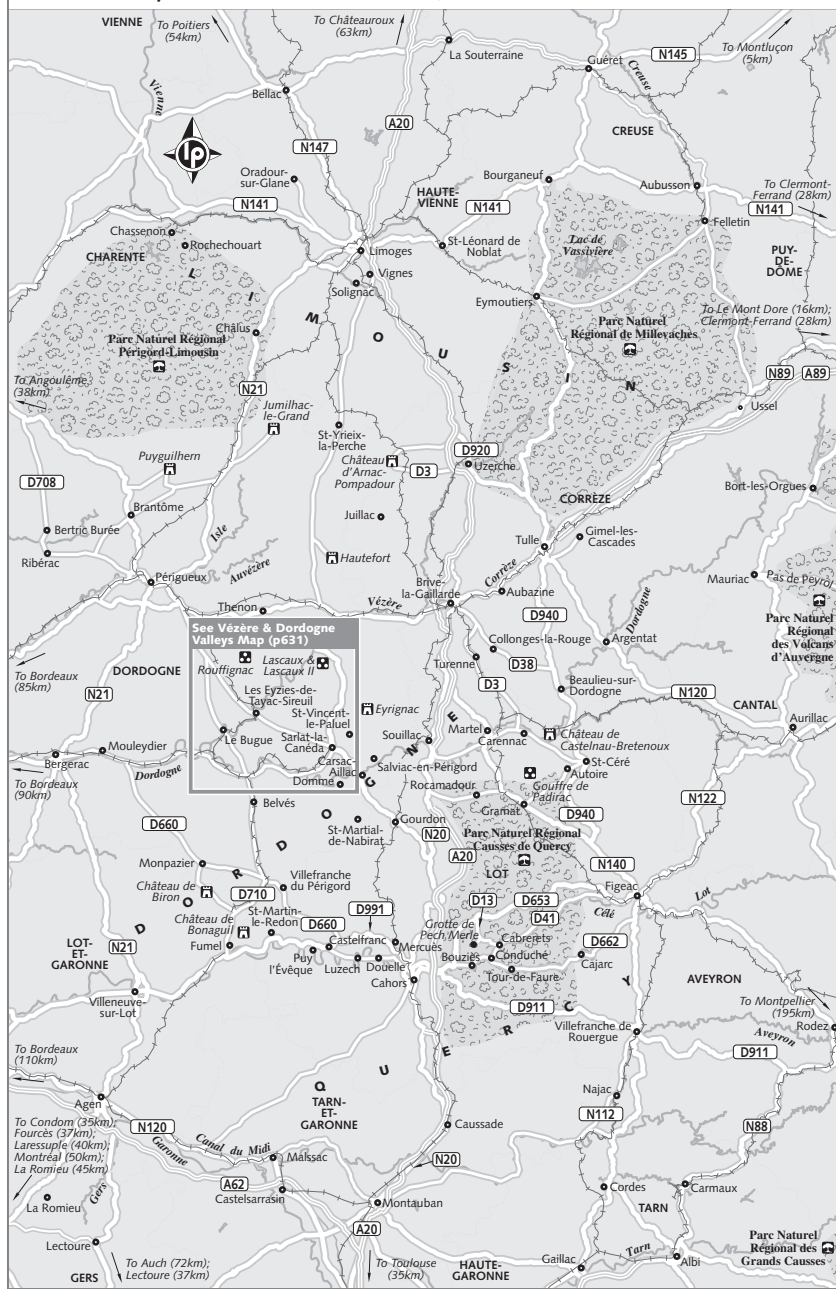 VIENNE
To Poitiers
(54km)
To Châteauroux
(63km)
La Souterraine
Guéret
N145
To Montluçon
(5km)
Creuse
Vienne
Bellac
A20
CREUSE
lp
N147
Oradour-
sur-Glane
HAUTE-
VIENNE
Bourganeuf
Aubusson
To Clermont-
Ferrand (28km)
N141
N141
N141
Felletin
Chassenon
Rochechouart
CHARENTE
Limoges
St-Léonard de
Noblat
Lac de
Vassivière
PUY-
DE-
DÔME
Vignes
Solignac
Eymoutiers
L I M O U S I N
To Le Mont Dore (16km);
Clermont-Ferrand (28km)
Châlus
Parc Naturel Régional
Périgord-Limousin
Parc Naturel
Régional de Millevaches
N89
A89
To Angoulême
(38km)
N21
Ussel
Jumilhac-
le-Grand
St-Yrieix-
la-Perche
D920
Puyguilhern
Château
d'Arnac-
Pompadour
D3
Uzerche
D708
CORRÈZE
Bort-les-Orgues
Brantôme
Juillac
Bertric Burée
Isle
Tulle
Gimel-les-
Cascades
Ribérac
Hautefort
Auvézère
Périgueux
Corrèze
Mauriac
Pas de Peyrol
Brive-
la-Gaillarde
Aubazine
Vézère
Thenon
D940
Dordogne
Parc Naturel
Régional
des Volcans
d'Auvergne
See Vézère & Dordogne
Valleys Map (p631)
Collonges-la-Rouge
Argentat
Turenne
D38
To Bordeaux
(85km)
DORDOGNE
Rouffignac
Lascaux &
Lascaux II
D3
Beaulieu-sur-
Dordogne
N21
Les Eyzies-de-
Tayac-Sireuil
Eyrignac
N120
CANTAL
St-Vincent-
le-Paluel
Aurillac
Le Bugue
Sarlat-la-
Canéda
Souillac
Martel
Carennac
Château de
Castelnau-Bretenoux
Mouleydier
Bergerac
Carsac-
Aillac
Salviac-en-Périgord
St-Céré
Autoire
Dordogne
Domme
Rocamadour
Gouffre de
Padirac
To Bordeaux
(90km)
Belvés
Gramat
N122
D940
D660
St-Martial-
de-Nabirat
Gourdon
N20
Parc Naturel Régional
Causses de Quercy
A20
N140
Monpazier
LOT
Villefranche
du Périgord
Figeac
Château de
Biron
D710
D13
D653
Lot
D O R D O G N E
D991
D41
Célé
Château de
Bonaguil
St-Martin-
le-Redon
D660
Grotte de
Pech Merle
LOT-
ET-
GARONNE
N21
Castelfranc
Mercuès
Cabrerets
D662
Fumel
Bouziès
Conduché
Puy
l'Évêque
Luzech
Douelle
Tour-de-Faure
Cajarc
AVEYRON
Cahors
Villeneuve-
sur-Lot
D911
To Montpellier
(195km)
Villefranche de
Rouergue
Rodez
To Bordeaux
(110km)
Aveyron
D911
Q U E R C Y
Najac
Agen
TARN-
ET-
GARONNE
N112
To Condom (35km);
Fourcès (37km);
Laressuple (40km);
Montréal (50km);
La Romieu (45km)
N120
Caussade
N88
Canal du Midi
Garonne
Malssac
N20
A62
Castelsarrasin
Cordes
Carmaux
Gers
La Romieu
Montauban
TARN
A20
Lectoure
Tarn
Parc Naturel
Régional des
Grands Causses
To Toulouse
(35km)
HAUTE-
GARONNE
Gaillac
Albi
GERS
To Auch (72km);
Lectoure (37km)